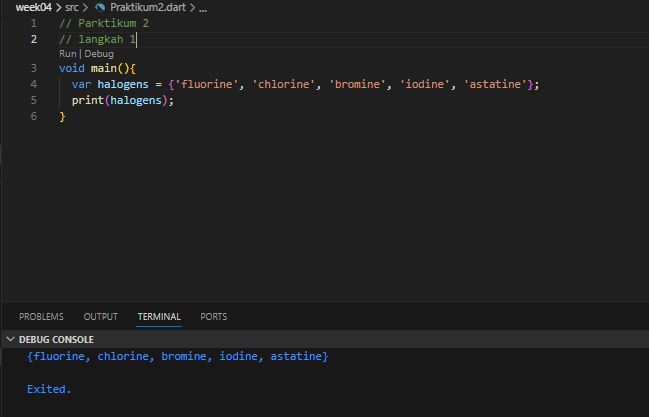 week04 > src > Praktikum2.dart > ...
1 // Parktikum 2
2 // langkah 1
Run | Debug
3 void main(){
4 var halogens = {'fluorine', 'chlorine', 'bromine', 'iodine', 'astatine'};
5 print(halogens);
6 }
PROBLEMS OUTPUT TERMINAL PORTS
DEBUG CONSOLE
{fluorine, chlorine, bromine, iodine, astatine}
Exited.